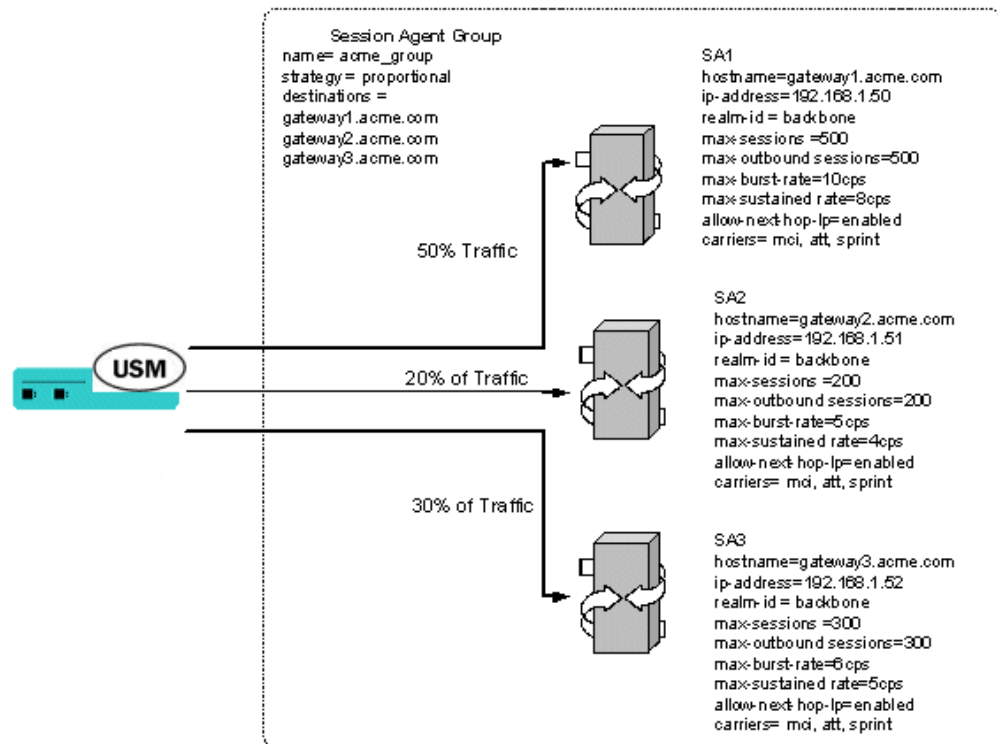 Session Agent Group
name= acme_group
strategy = proportional
destinations =
gateway1.acme.com
gateway2.acme.com
gateway3.acme.com
SA1
hostname=gateway1.acme.com
ip-address=192.168.1.50
realm-id = backbone
max-sessions =500
max-outbound sessions=500
max-burst-rate=10cps
max-sustained rate=8cps
allow-next-hop-lp=enabled
carriers= mci, att, sprint
50% Traffic
USM
20% of Traffic
SA2
hostname=gateway2.acme.com
ip-address=192.168.1.51
realm-id = backbone
max-sessions =200
max-outbound sessions=200
max-burst-rate=5cps
max-sustained rate=4cps
allow-next-hop-lp=enabled
carriers= mci, att, sprint
30% of Traffic
SA3
hostname=gateway3.acme.com
ip-address=192.168.1.52
realm-id = backbone
max-sessions =300
max-outbound sessions=300
max-burst-rate=6cps
max-sustained rate=5cps
allow-next-hop-lp=enabled
carriers= mci, att, sprint